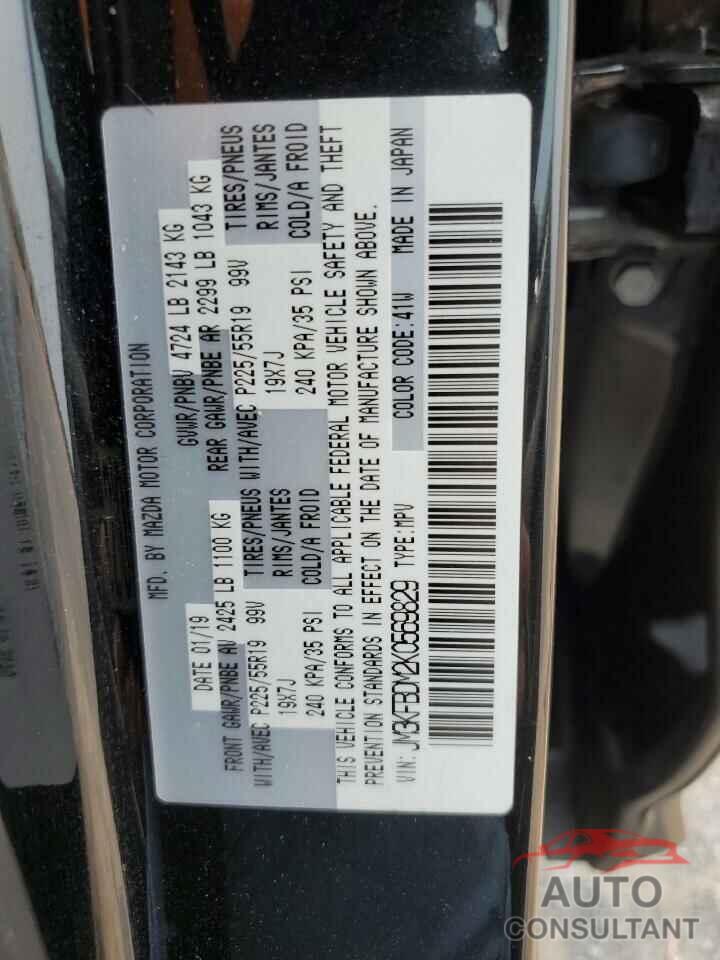 MFD. BY MAZDA MOTOR CORPORATION
DATE 01/19 GVWR/PNBV 4724 LB 2143 KG
FRONT GAWR/PNBE AV 2425 LB 1100 KG REAR GAWR/PNBE AR 2299 LB 1043 KG
WITH/AVEC P225/55R19 99V TIRES/PNEUS WITH/AVEC P225/55R19 99V TIRES/PNEUS
19X7J RIMS/JANTES 19X7J RIMS/JANTES
240 KPA/35 PSI COLD/A FROID 240 KPA/35 PSI COLD/A FROID
THIS VEHICLE CONFORMS TO ALL APPLICABLE FEDERAL MOTOR VEHICLE SAFETY AND THEFT
PREVENTION STANDARDS IN EFFECT ON THE DATE OF MANUFACTURE SHOWN ABOVE.
VIN: JM3KFBDM2K0569829 TYPE:MPV COLOR CODE:41W MADE IN JAPAN
AUTO
CONSULTANT